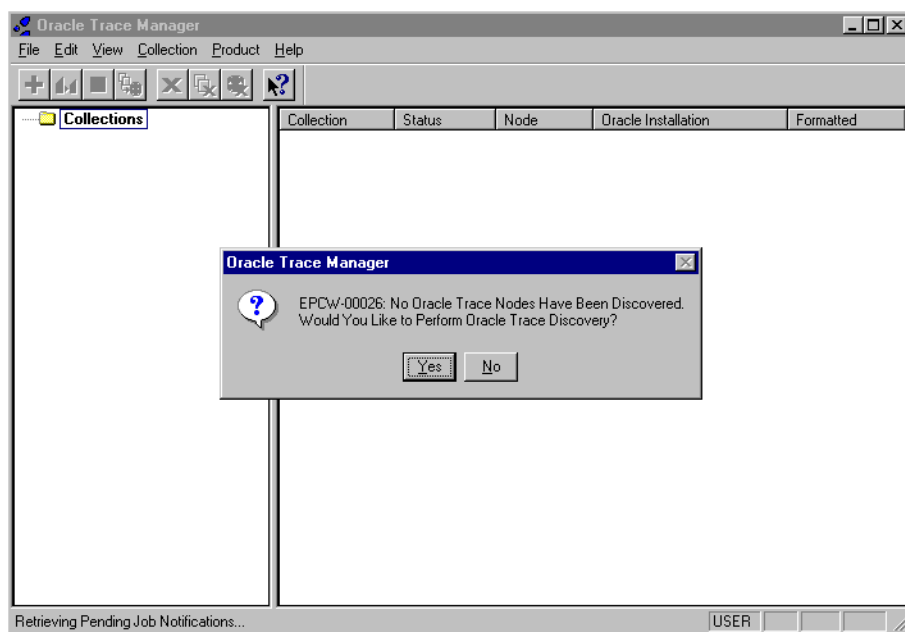 Oracle Trace Manager
File Edit View Collection Product Help
Collections
Collection Status Node Oracle Installation Formatted
Oracle Trace Manager
EPCW-00026: No Oracle Trace Nodes Have Been Discovered.
Would You Like to Perform Oracle Trace Discovery?
Yes No
Retrieving Pending Job Notifications... USER